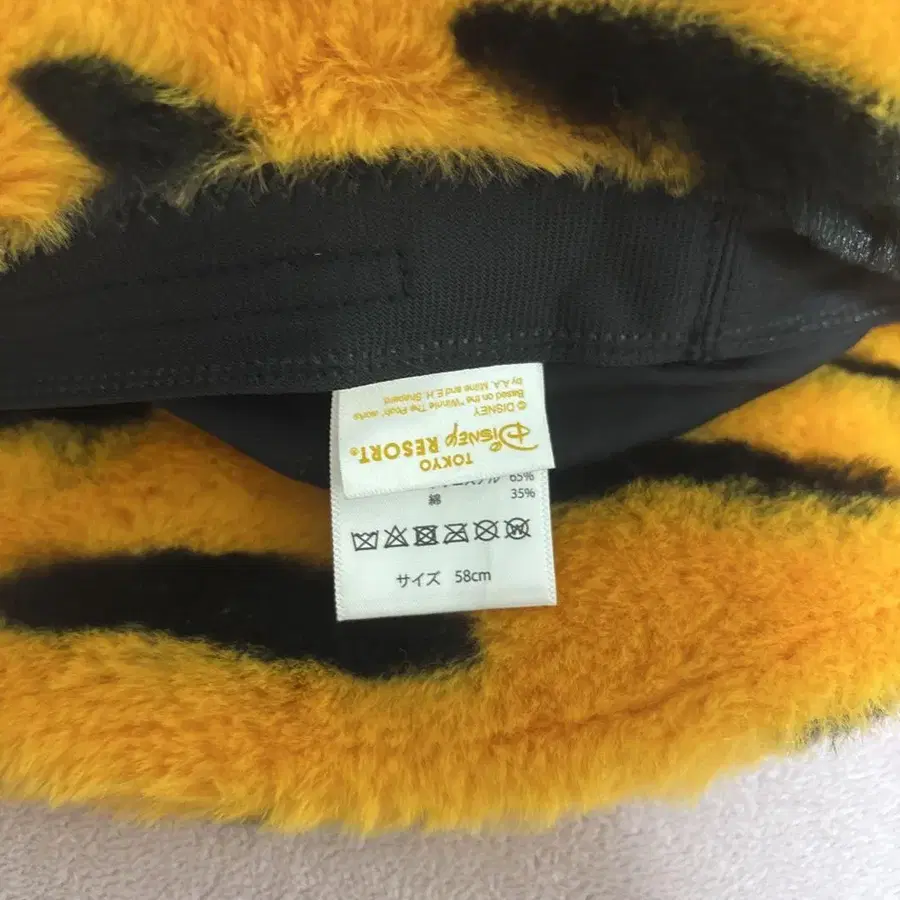 TOKYO
Disney RESORT®
© DISNEY
Based on the "Winnie The Pooh" works
by A.A. Milne and E.H. Shepard.
65%
綿 35%
サイズ 58cm